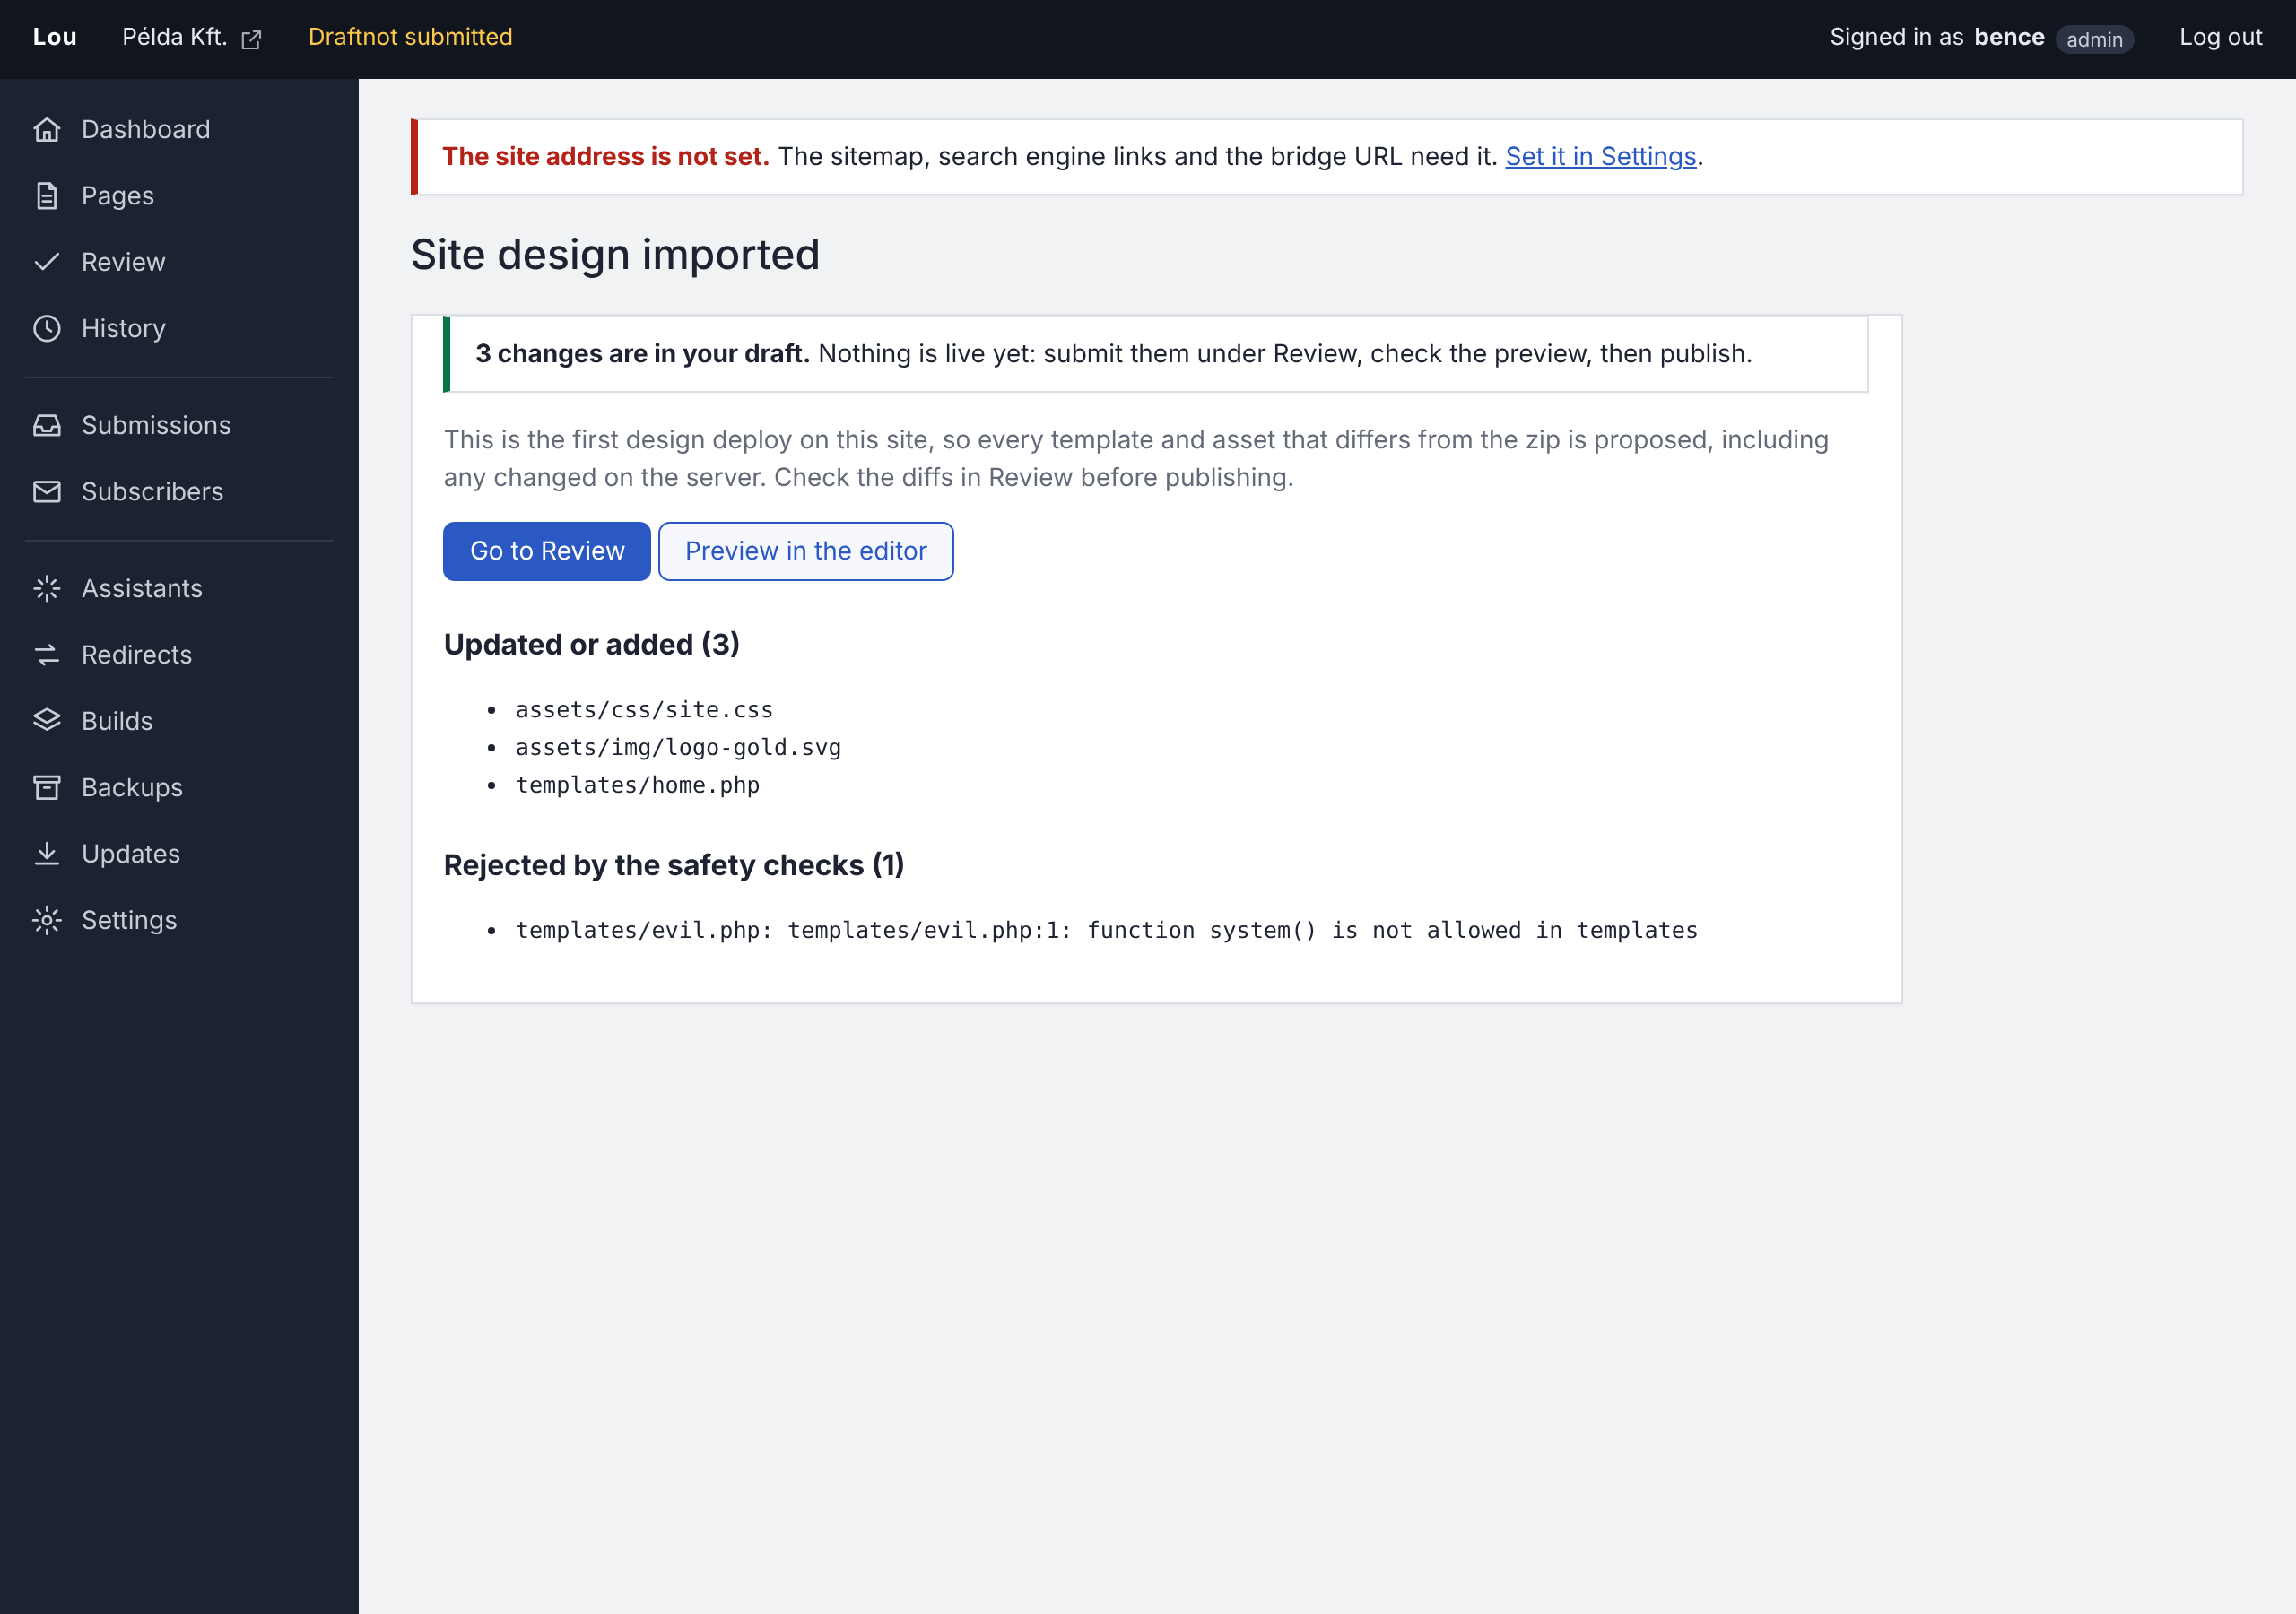 Lou
Példa Kft.
Draftnot submitted
Signed in as bence admin
Log out
Dashboard
Pages
Review
History
Submissions
Subscribers
Assistants
Redirects
Builds
Backups
Updates
Settings
The site address is not set. The sitemap, search engine links and the bridge URL need it. Set it in Settings.
Site design imported
3 changes are in your draft. Nothing is live yet: submit them under Review, check the preview, then publish.
This is the first design deploy on this site, so every template and asset that differs from the zip is proposed, including
any changed on the server. Check the diffs in Review before publishing.
Go to Review
Preview in the editor
Updated or added (3)
assets/css/site.css
assets/img/logo-gold.svg
templates/home.php
Rejected by the safety checks (1)
templates/evil.php: templates/evil.php:1: function system() is not allowed in templates